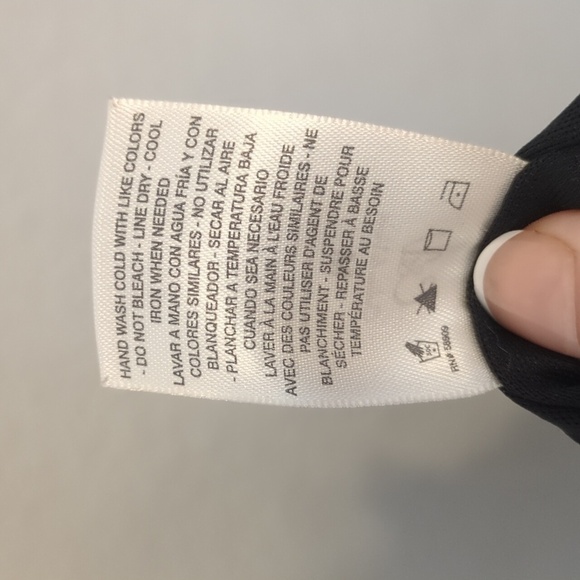 HAND WASH COLD WITH LIKE COLORS
- DO NOT BLEACH - LINE DRY - COOL
IRON WHEN NEEDED
LAVAR A MANO CON AGUA FRÍA Y CON
COLORES SIMILARES - NO UTILIZAR
BLANQUEADOR - SECAR AL AIRE
- PLANCHAR A TEMPERATURA BAJA
CUANDO SEA NECESARIO
LAVER À LA MAIN À L'EAU FROIDE
AVEC DES COULEURS SIMILAIRES - NE
PAS UTILISER D'AGENT DE
BLANCHIMENT - SUSPENDRE POUR
SÉCHER - REPASSER À BASSE
TEMPÉRATURE AU BESOIN
RN# 58969